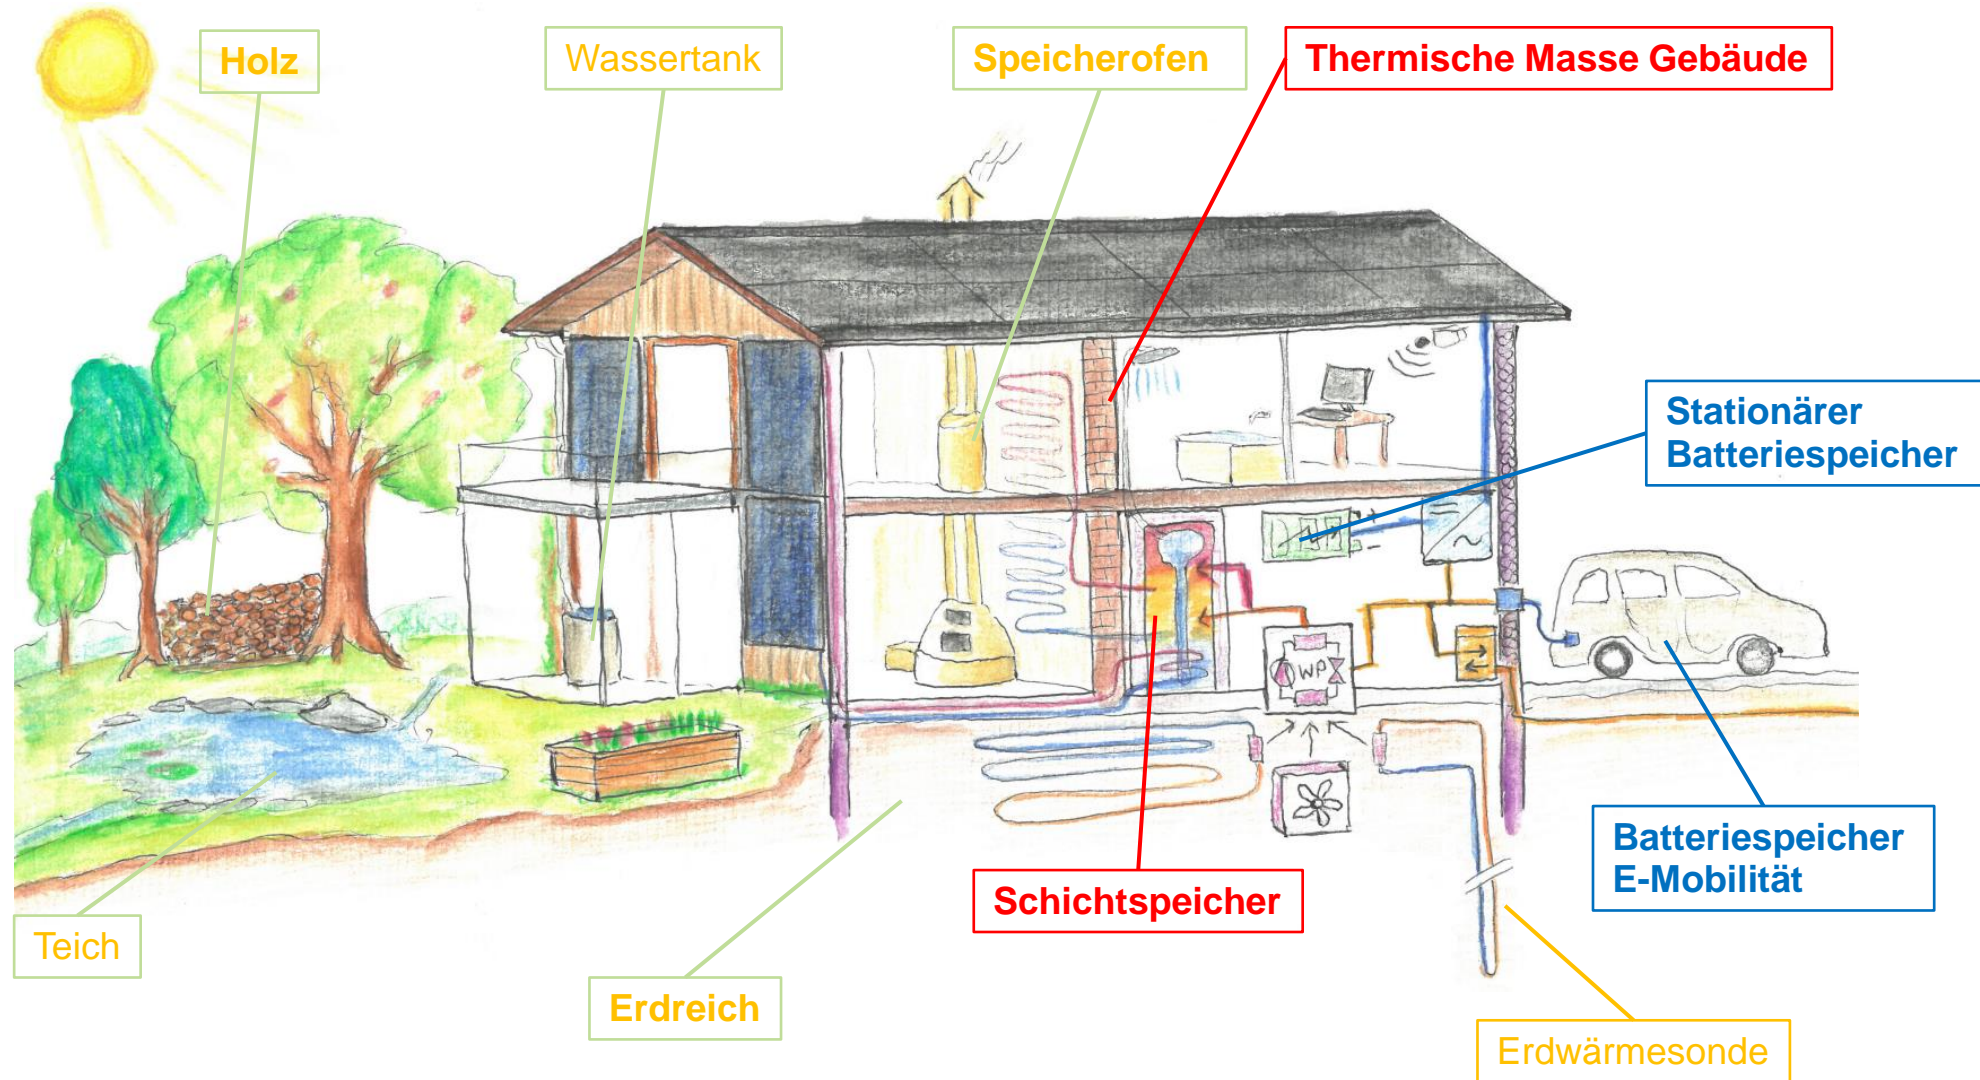 Holz
Wassertank
Speicherofen
Thermische Masse Gebäude
Stationärer
Batteriespeicher
WP
Batteriespeicher
E-Mobilität
Schichtspeicher
Teich
Erdreich
Erdwärmesonde